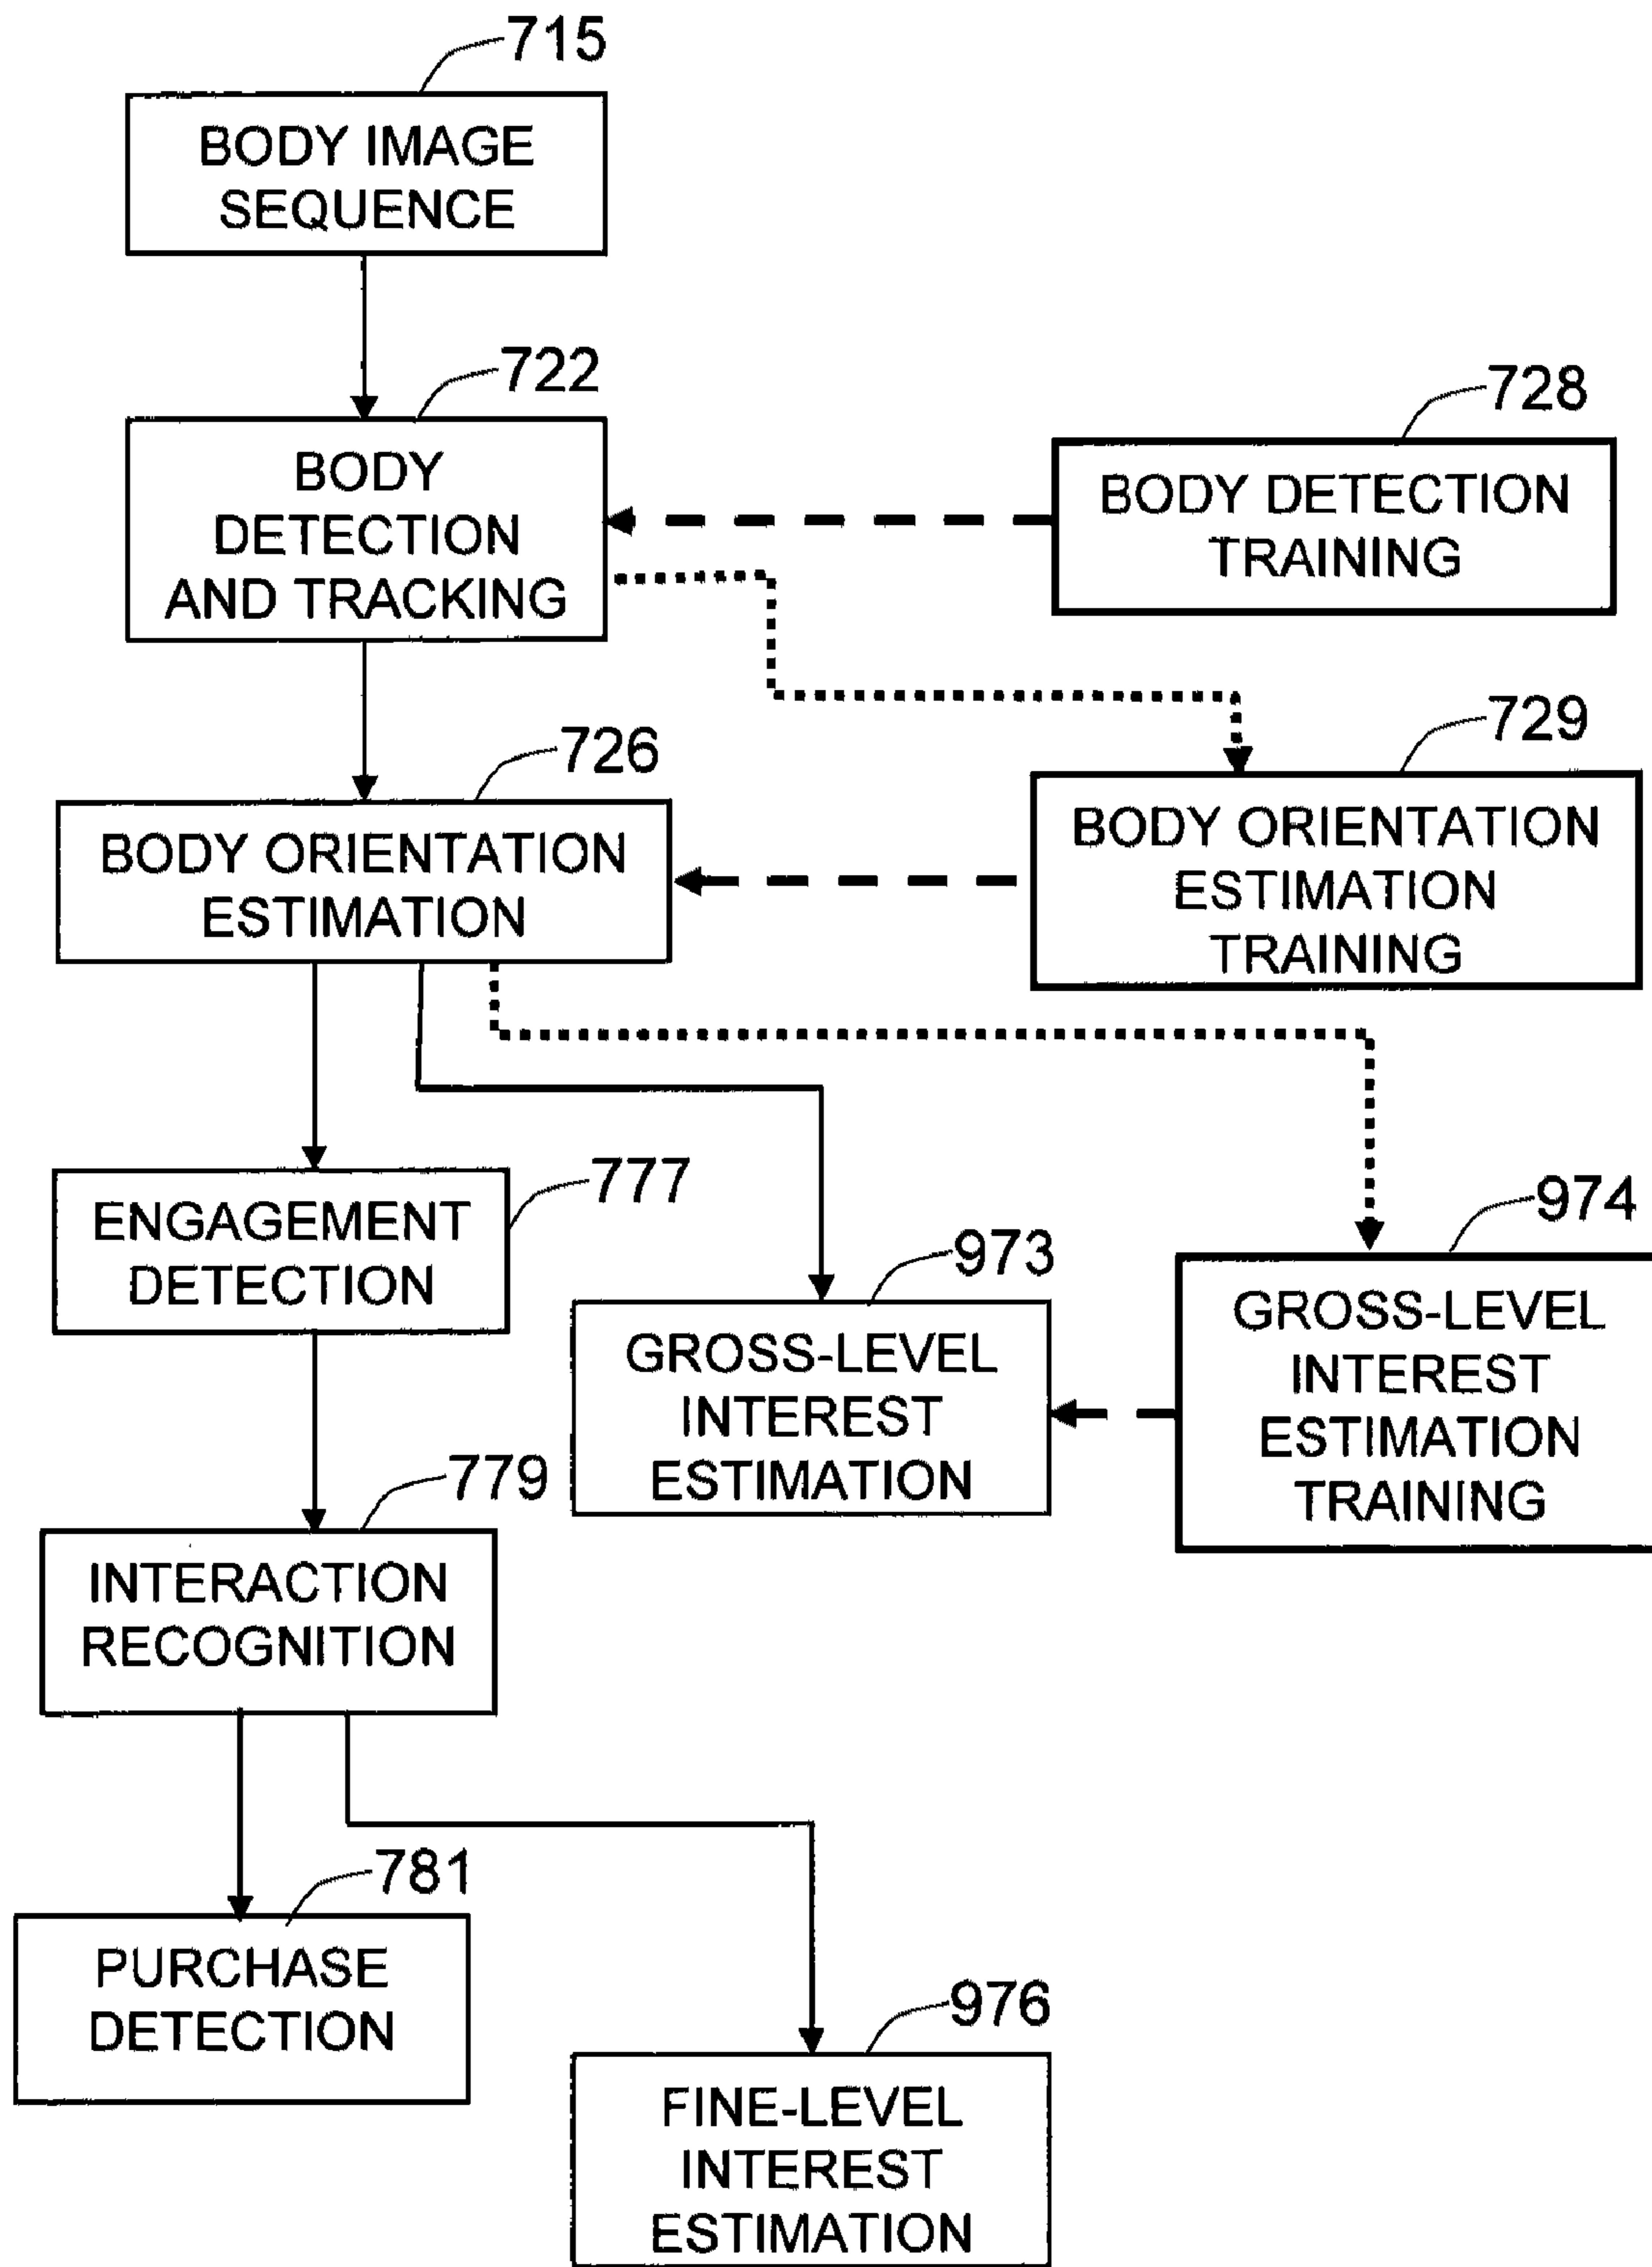 715
BODY IMAGE
SEQUENCE
722
BODY
DETECTION
AND TRACKING
728
BODY DETECTION
TRAINING
726
BODY ORIENTATION
ESTIMATION
729
BODY ORIENTATION
ESTIMATION
TRAINING
777
ENGAGEMENT
DETECTION
973
GROSS-LEVEL
INTEREST
ESTIMATION
974
GROSS-LEVEL
INTEREST
ESTIMATION
TRAINING
779
INTERACTION
RECOGNITION
781
PURCHASE
DETECTION
976
FINE-LEVEL
INTEREST
ESTIMATION